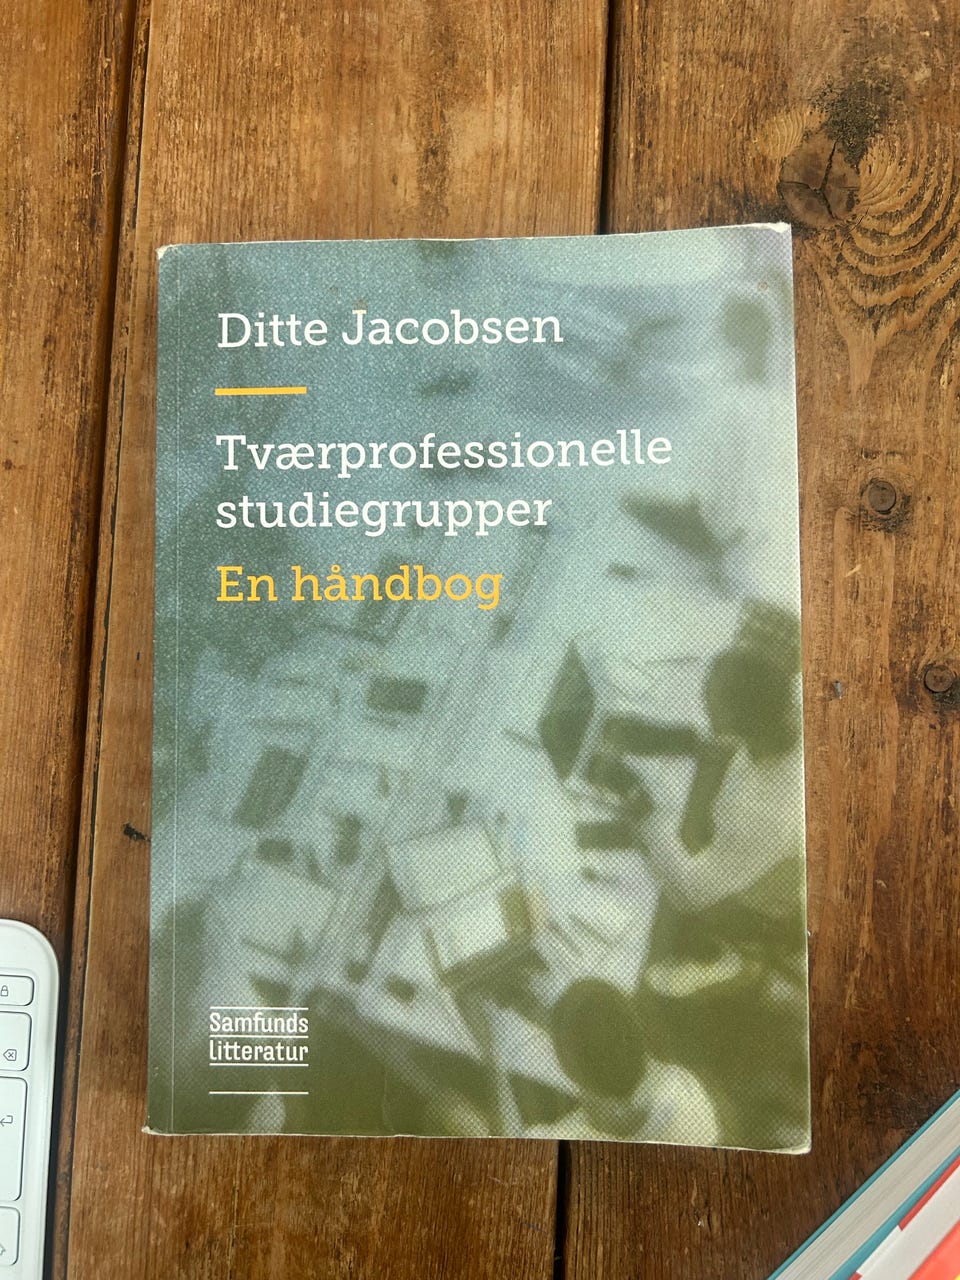 Ditte Jacobsen
Tværprofessionelle
studiegrupper
En håndbog
Samfunds
litteratur